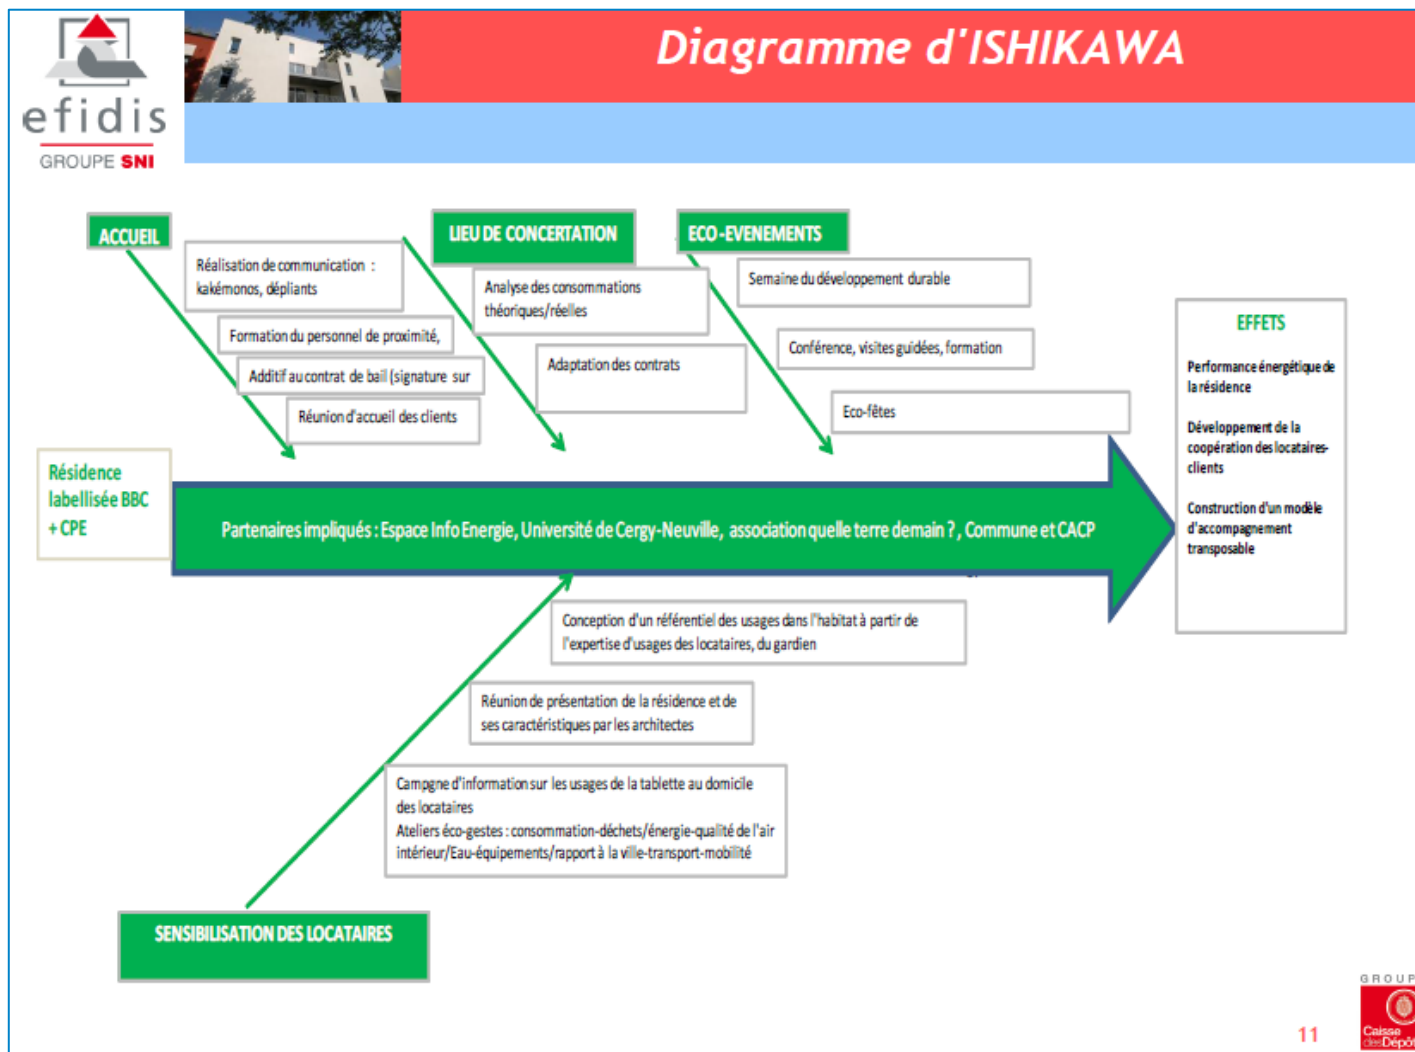 efidis
GROUPE SNI
Diagramme d'ISHIKAWA
ACCUEIL
Réalisation de communication :
kakémonos, dépliants
Formation du personnel de proximité,
Additif au contrat de bail (signature sur
Réunion d'accueil des clients
LIEU DE CONCERTATION
Analyse des consommations
théoriques/réelles
Adaptation des contrats
ECO-EVENEMENTS
Semaine du développement durable
Conférence, visites guidées, formation
Eco-fêtes
Résidence
labellisée BBC
+ CPE
Partenaires impliqués : Espace Info Energie, Université de Cergy-Neuville, association quelle terre demain ? , Commune et CACP
EFFETS
Performance énergétique de
la résidence
Développement de la
coopération des locataires-
clients
Construction d'un modèle
d'accompagnement
transposable
Conception d'un référentiel des usages dans l'habitat à partir de
l'expertise d'usages des locataires, du gardien
Réunion de présentation de la résidence et de
ses caractéristiques par les architectes
Campgne d'information sur les usages de la tablette au domicile
des locataires
Ateliers éco-gestes : consommation-déchets/énergie-qualité de l'air
intérieur/Eau-équipements/rapport à la ville-transport-mobilité
SENSIBILISATION DES LOCATAIRES
11
GROUP
Caisse
desDépôt